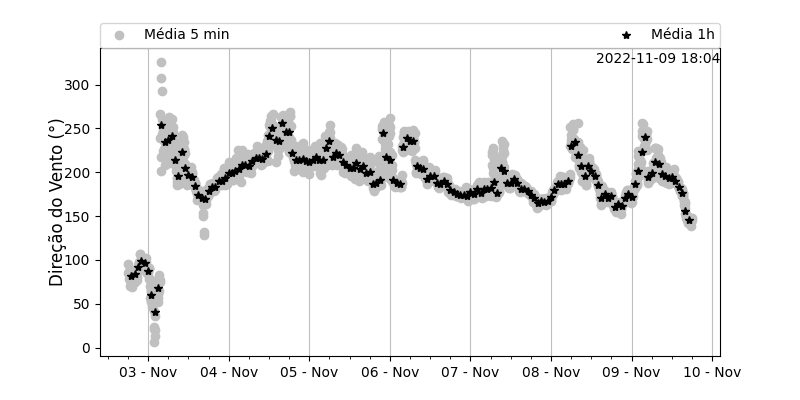 Média 5 min
Média 1h
2022-11-09 18:04
Direção do Vento (°)
300
250
200
150
100
50
0
03 - Nov
04 - Nov
05 - Nov
06 - Nov
07 - Nov
08 - Nov
09 - Nov
10 - Nov